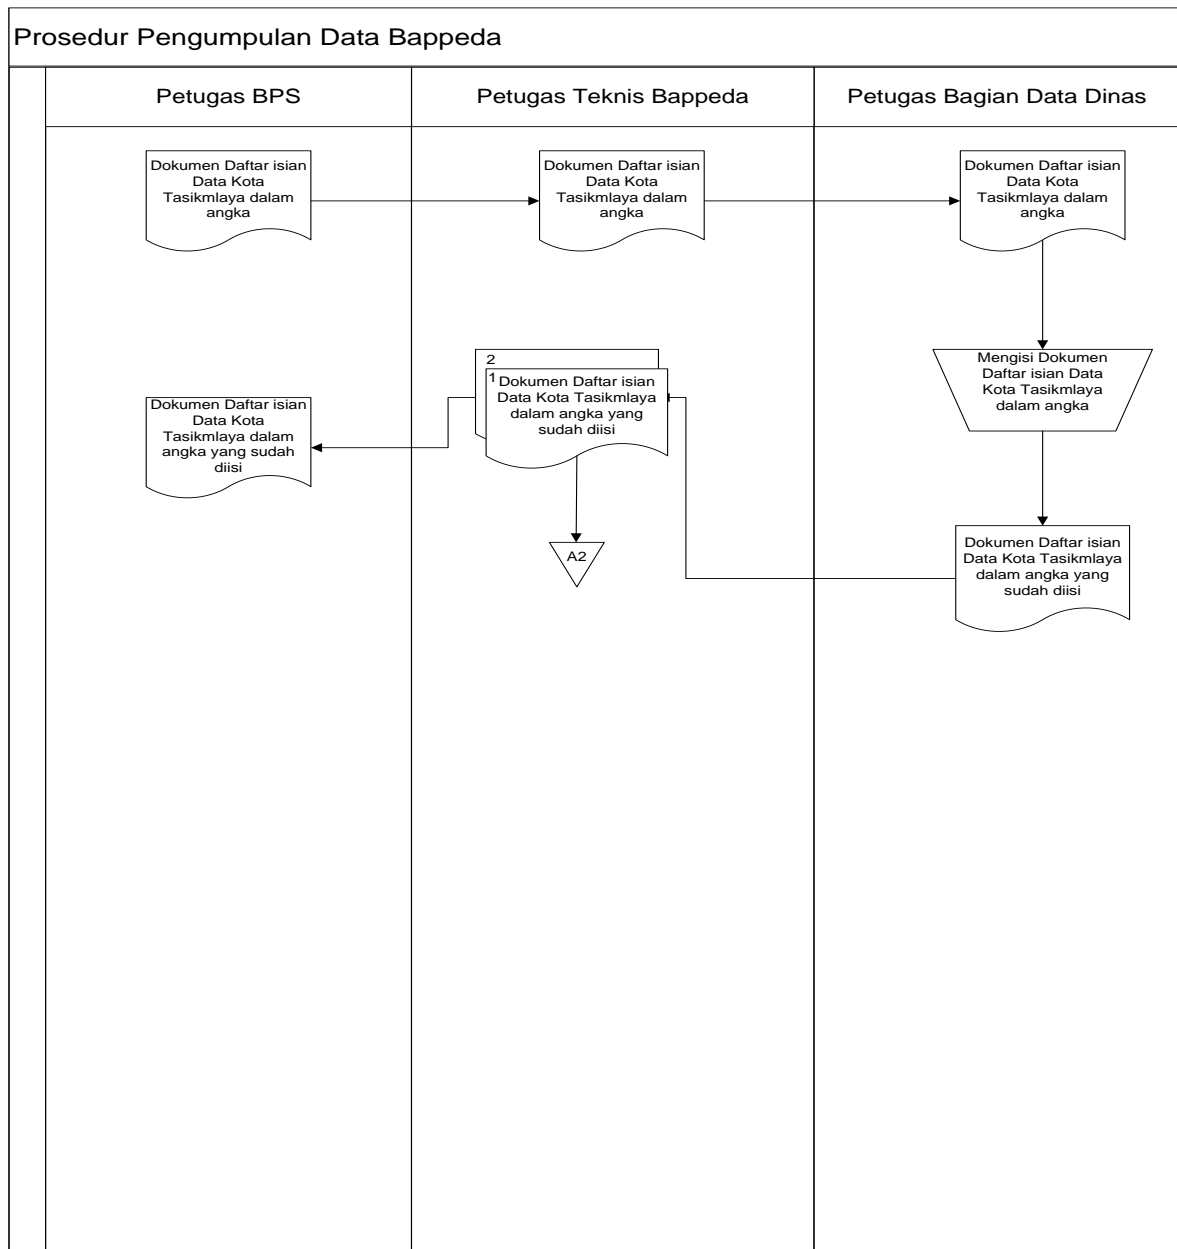 Prosedur Pengumpulan Data Bappeda
Petugas BPS
Petugas Teknis Bappeda
Petugas Bagian Data Dinas
Dokumen Daftar isian
Data Kota
Tasikmlaya dalam
angka
Dokumen Daftar isian
Data Kota
Tasikmlaya dalam
angka
Dokumen Daftar isian
Data Kota
Tasikmlaya dalam
angka
Mengisi Dokumen
Daftar isian Data
Kota Tasikmlaya
dalam angka
2
1
Dokumen Daftar isian
Data Kota Tasikmlaya
dalam angka yang
sudah diisi
Dokumen Daftar isian
Data Kota
Tasikmlaya dalam
angka yang sudah
diisi
A2
Dokumen Daftar isian
Data Kota Tasikmlaya
dalam angka yang
sudah diisi